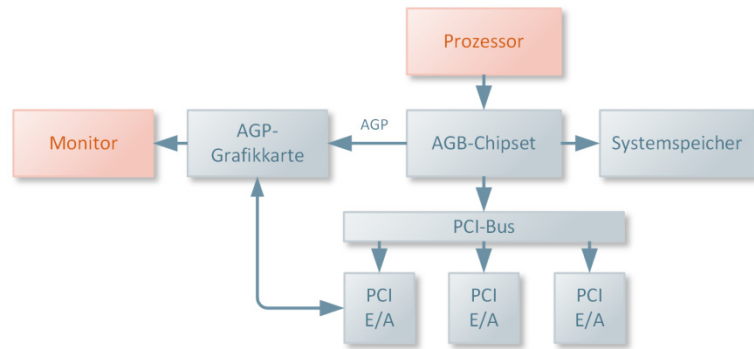 Prozessor
Monitor
AGP-
Grafikkarte
AGP
AGB-Chipset
Systemspeicher
PCI-Bus
PCI
E/A
PCI
E/A
PCI
E/A